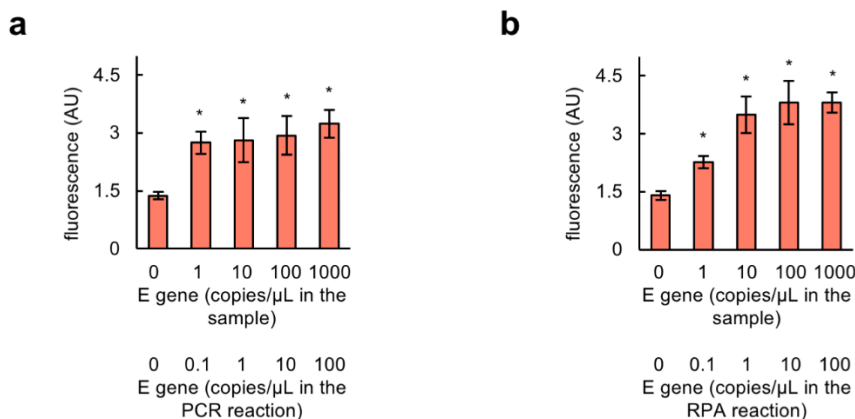 a
fluorescence (AU)
4.5
3
1.5
0
* * * *
0 1 10 100 1000
E gene (copies/µL in the
sample)
0 0.1 1 10 100
E gene (copies/µL in the
PCR reaction)
b
fluorescence (AU)
4.5
3
1.5
0
* * * *
0 1 10 100 1000
E gene (copies/µL in the
sample)
0 0.1 1 10 100
E gene (copies/µL in the
RPA reaction)